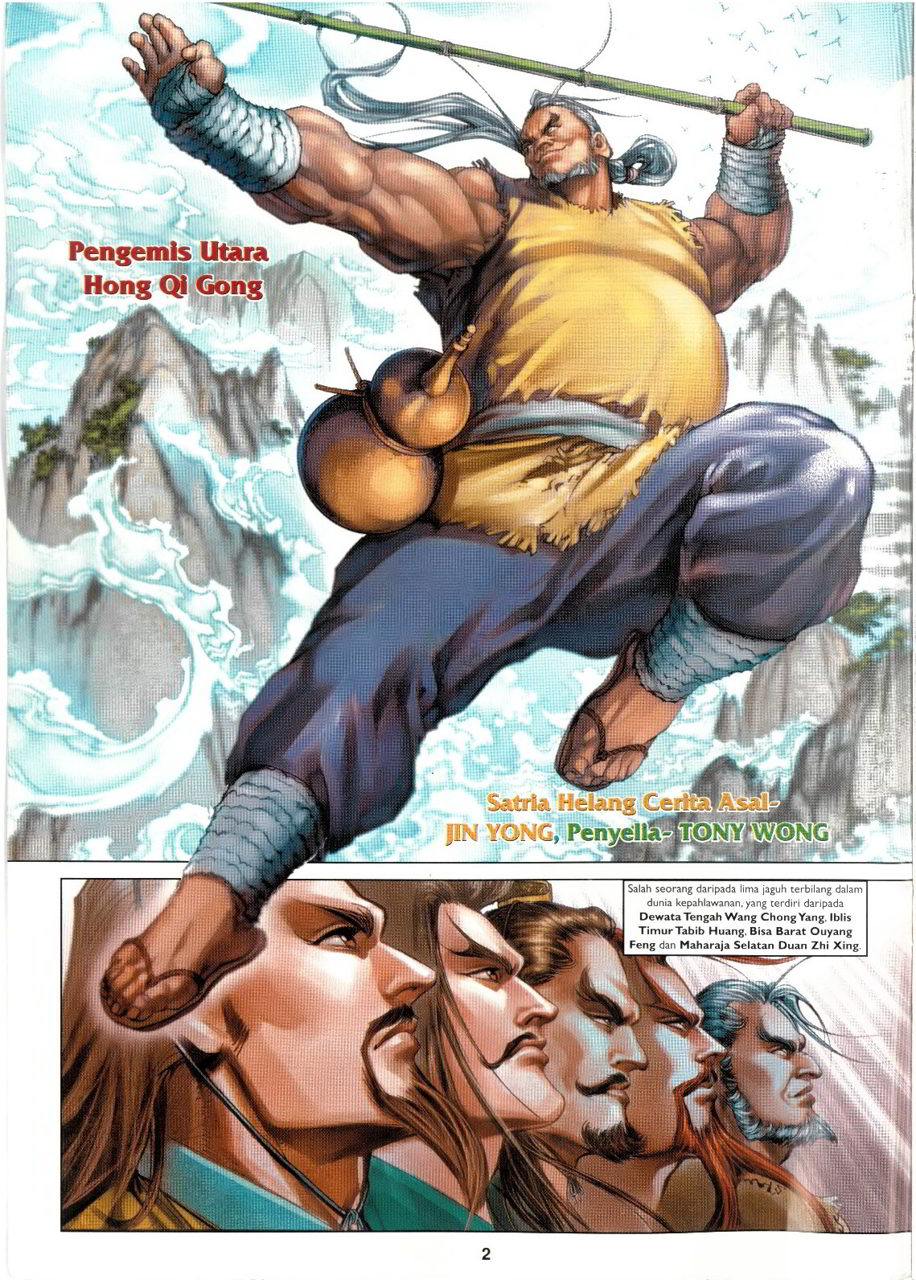 Pengemis Utara
Hong Qi Gong
Satria Helang Cerita Asal-
JIN YONG, Penyella- TONY WONG
Salah seorang daripada lima jaguh terbilang dalam
dunia kepahlawanan, yang terdiri daripada
Dewata Tengah Wang Chong Yang, Iblis
Timur Tabib Huang, Bisa Barat Ouyang
Feng dan Maharaja Selatan Duan Zhi Xing.
2